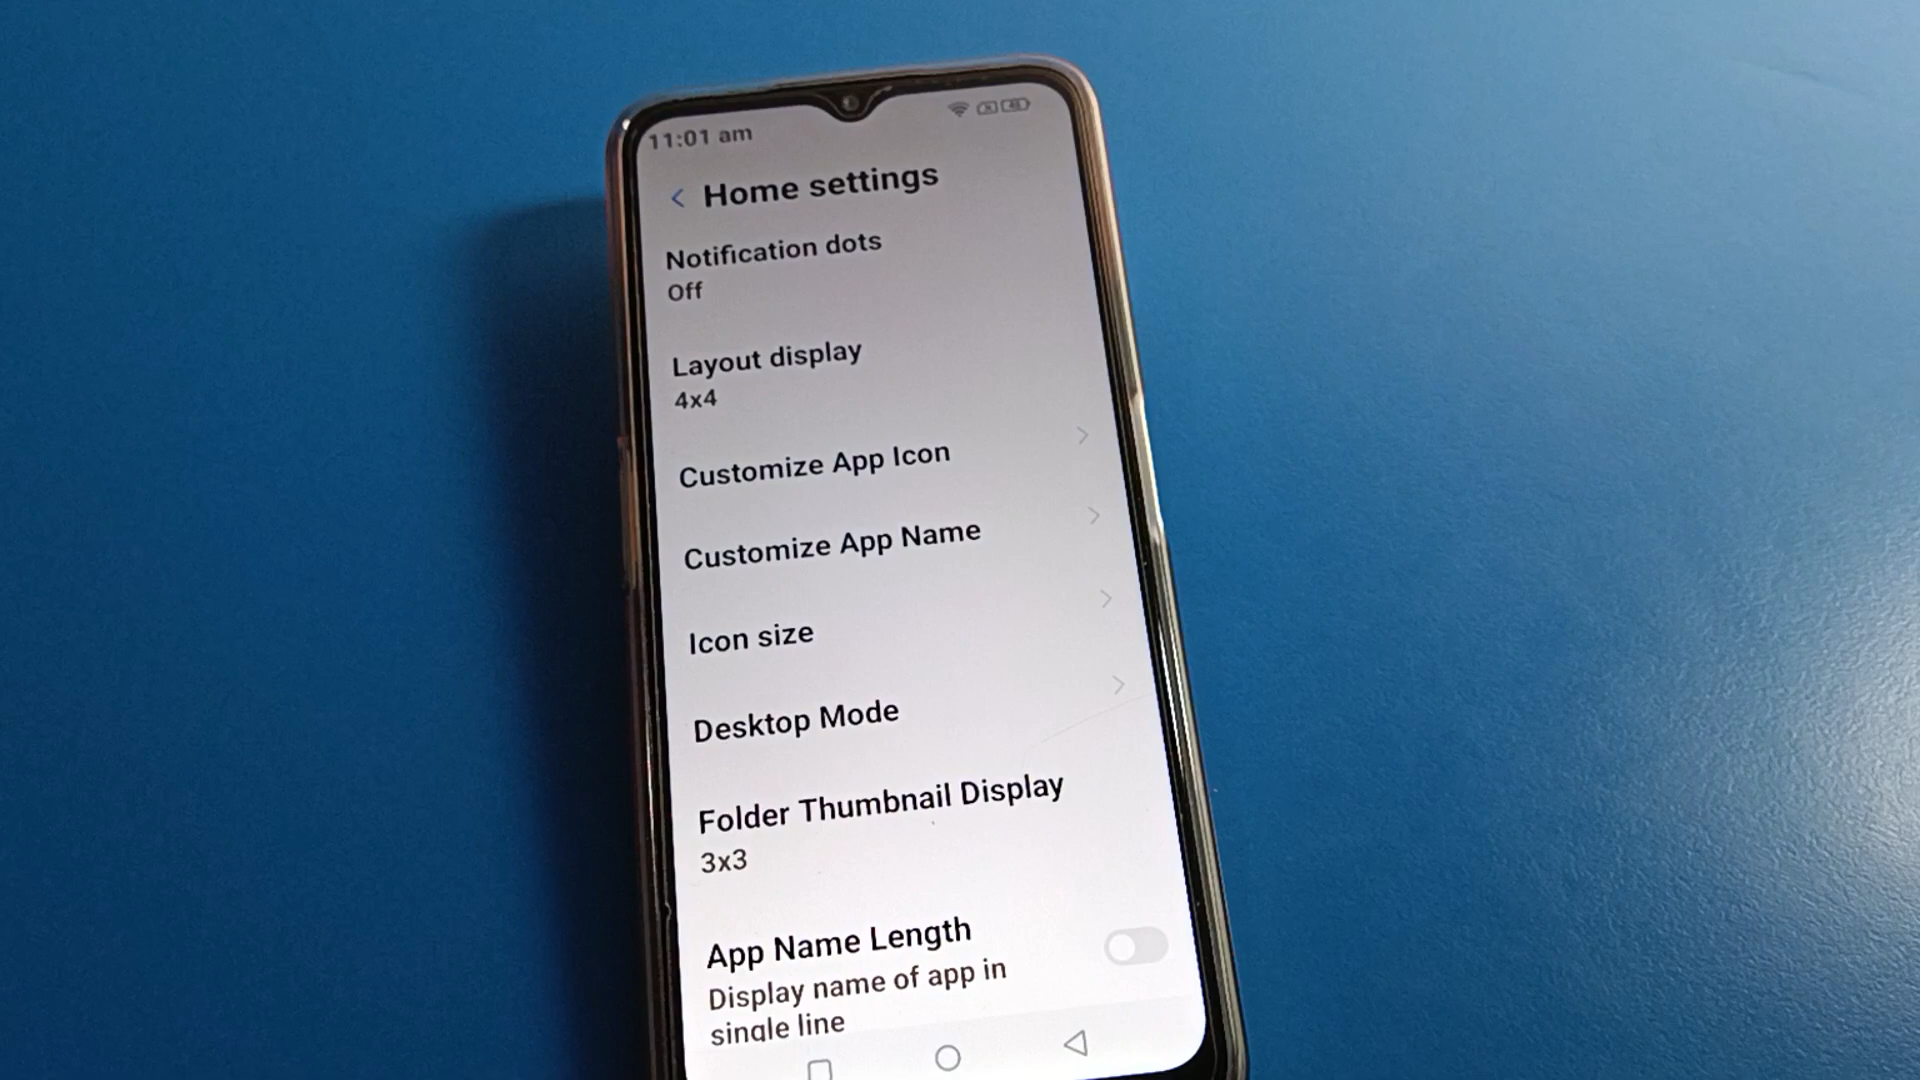 11:01 am
Home settings
Notification dots
Off
Layout display
4x4
Customize App Icon
Customize App Name
Icon size
Desktop Mode
Folder Thumbnail Display
3x3
App Name Length
Display name of app in
single line